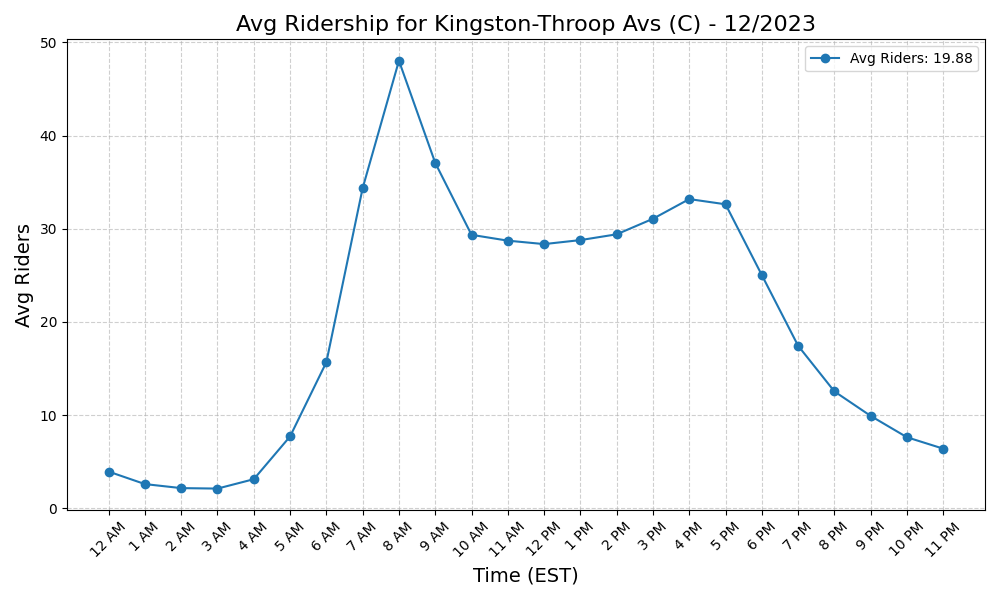 Avg Ridership for Kingston-Throop Avs (C) - 12/2023
Avg Riders: 19.88
Avg Riders
50
40
30
20
10
0
12 AM
1 AM
2 AM
3 AM
4 AM
5 AM
6 AM
7 AM
8 AM
9 AM
10 AM
11 AM
12 PM
1 PM
2 PM
3 PM
4 PM
5 PM
6 PM
7 PM
8 PM
9 PM
10 PM
11 PM
Time (EST)